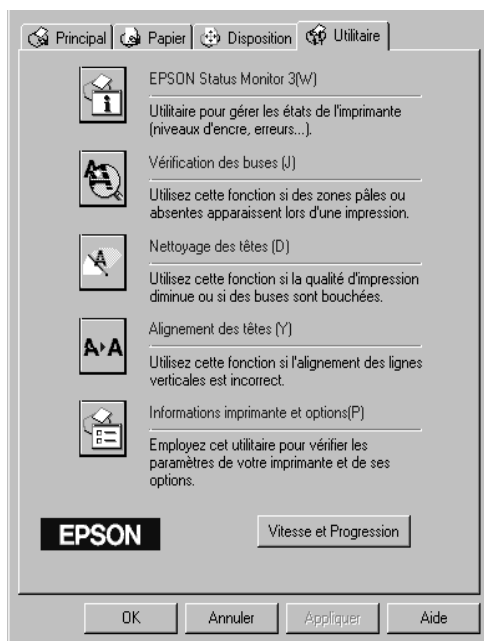 Principal Papier Disposition Utilitaire
EPSON Status Monitor 3(W)
Utilitaire pour gérer les états de l'imprimante
(niveaux d'encre, erreurs...).
Vérification des buses (J)
Utilisez cette fonction si des zones pâles ou
absentes apparaissent lors d'une impression.
Nettoyage des têtes (D)
Utilisez cette fonction si la qualité d'impression
diminue ou si des buses sont bouchées.
Alignement des têtes (Y)
Utilisez cette fonction si l'alignement des lignes
verticales est incorrect.
Informations imprimante et options(P)
Employez cet utilitaire pour vérifier les
paramètres de votre imprimante et de ses
options.
EPSON Vitesse et Progression
OK Annuler Appliquer Aide